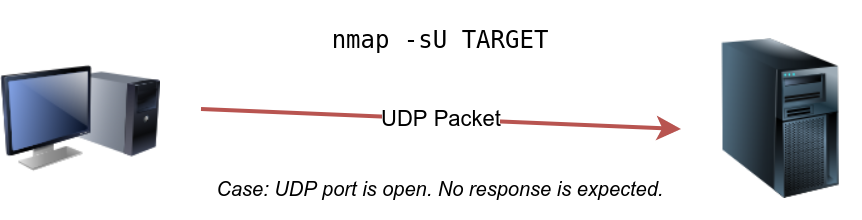 nmap -sU TARGET
UDP Packet
Case: UDP port is open. No response is expected.